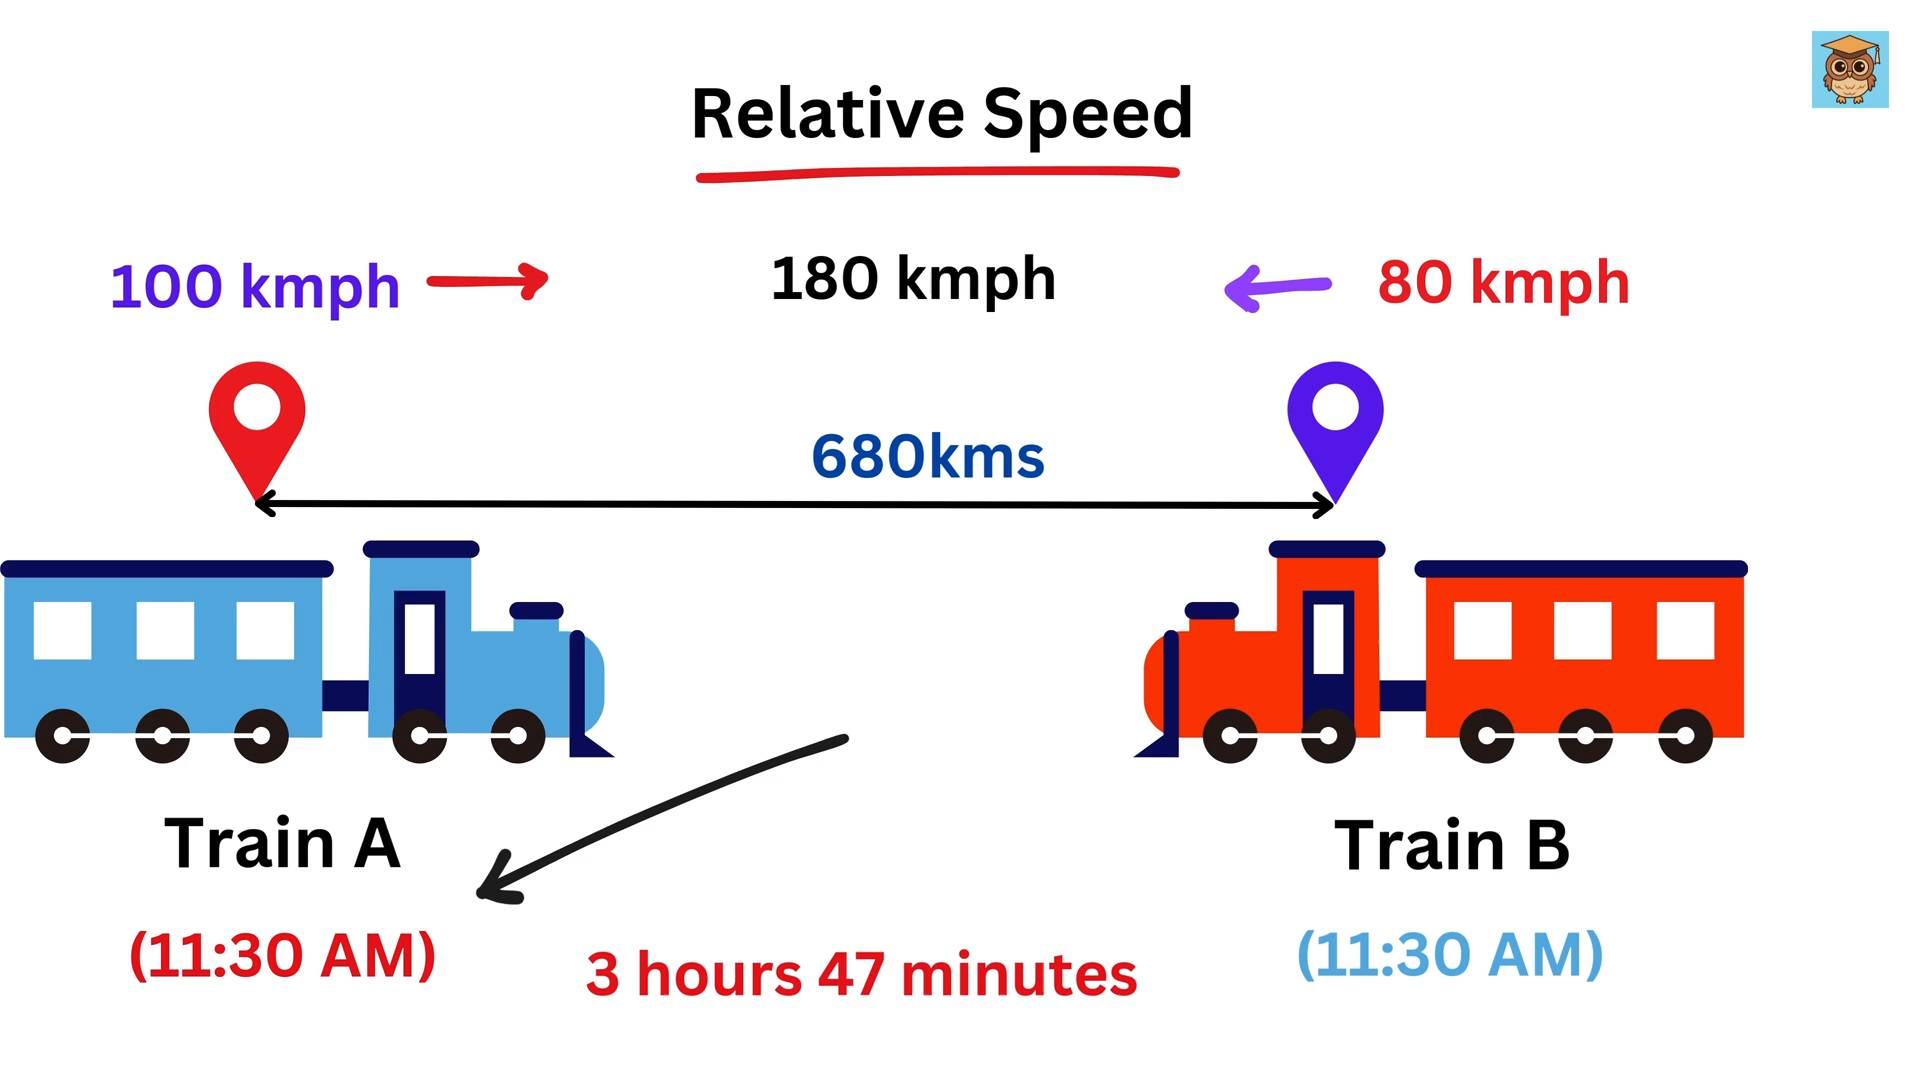 Relative Speed
100 kmph
180 kmph
80 kmph
680kms
Train A
Train B
(11:30 AM)
(11:30 AM)
3 hours 47 minutes